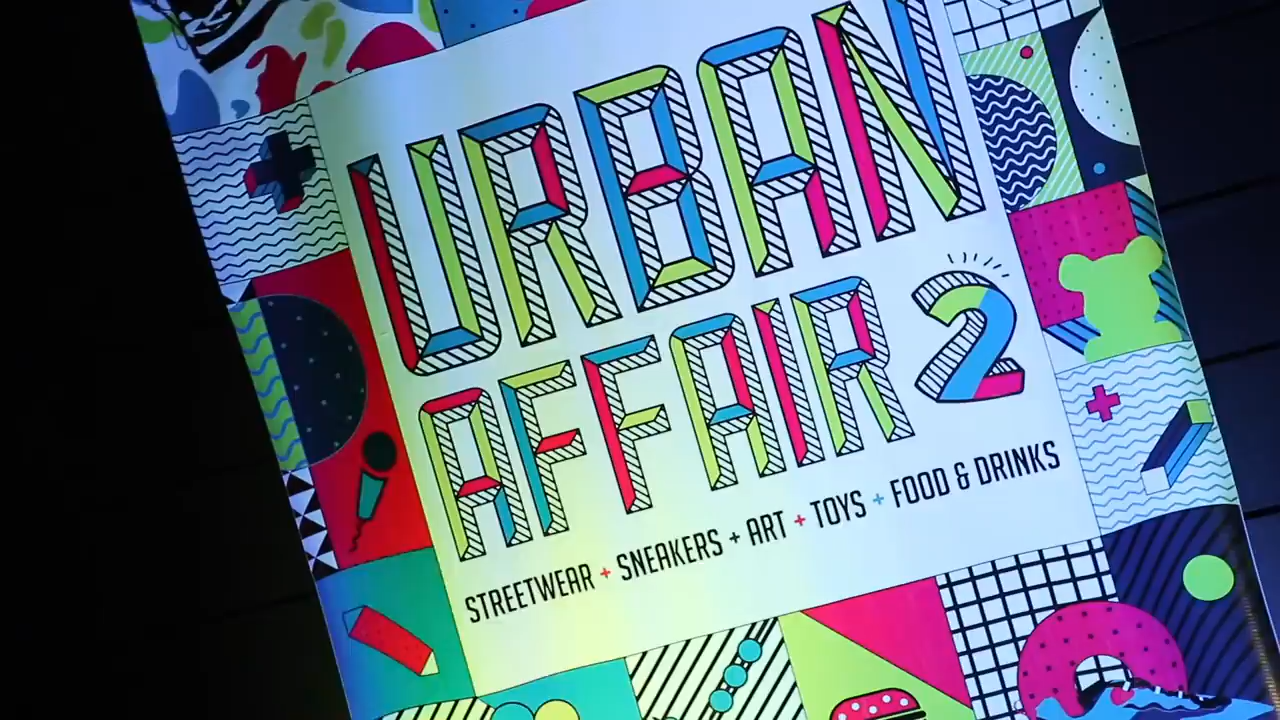 URBAN
AFFAIR 2
STREETWEAR + SNEAKERS + ART + TOYS + FOOD & DRINKS